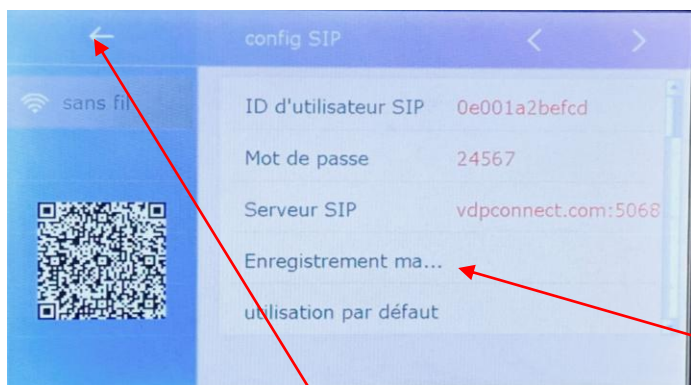 config SIP
sans fil
ID d'utilisateur SIP 0e001a2befcd
Mot de passe 24567
Serveur SIP vdpconnect.com:5068
Enregistrement ma...
utilisation par défaut